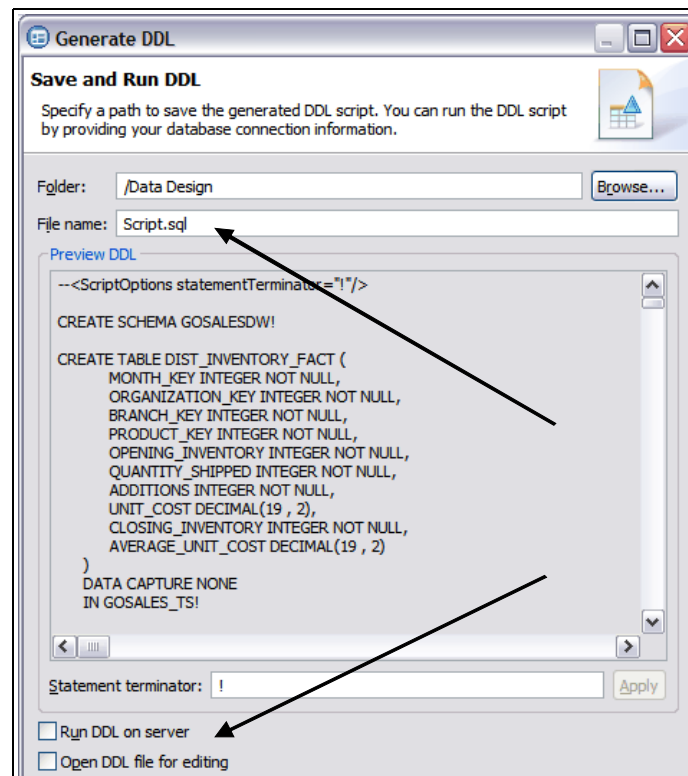 Generate DDL
Save and Run DDL
Specify a path to save the generated DDL script. You can run the DDL script
by providing your database connection information.
Folder: /Data Design Browse...
File name: Script.sql
Preview DDL
--<ScriptOptions statementTerminator="!"/>
CREATE SCHEMA GOSALESDW!
CREATE TABLE DIST_INVENTORY_FACT (
MONTH_KEY INTEGER NOT NULL,
ORGANIZATION_KEY INTEGER NOT NULL,
BRANCH_KEY INTEGER NOT NULL,
PRODUCT_KEY INTEGER NOT NULL,
OPENING_INVENTORY INTEGER NOT NULL,
QUANTITY_SHIPPED INTEGER NOT NULL,
ADDITIONS INTEGER NOT NULL,
UNIT_COST DECIMAL(19 , 2),
CLOSING_INVENTORY INTEGER NOT NULL,
AVERAGE_UNIT_COST DECIMAL(19 , 2)
)
DATA CAPTURE NONE
IN GOSALES_TS!
Statement terminator: ! Apply
Run DDL on server
Open DDL file for editing